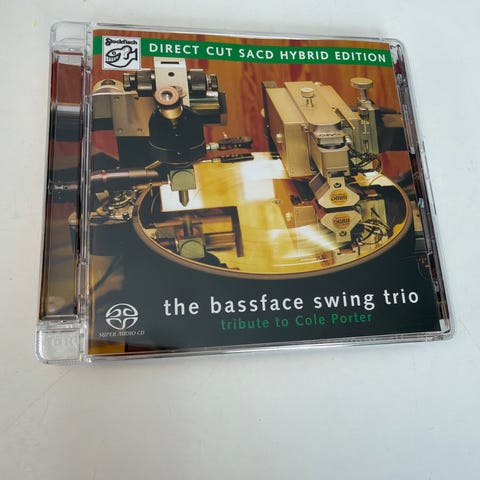 Stockfisch
DIRECT CUT SACD HYBRID EDITION
the bassface swing trio
tribute to Cole Porter
SUPER AUDIO CD